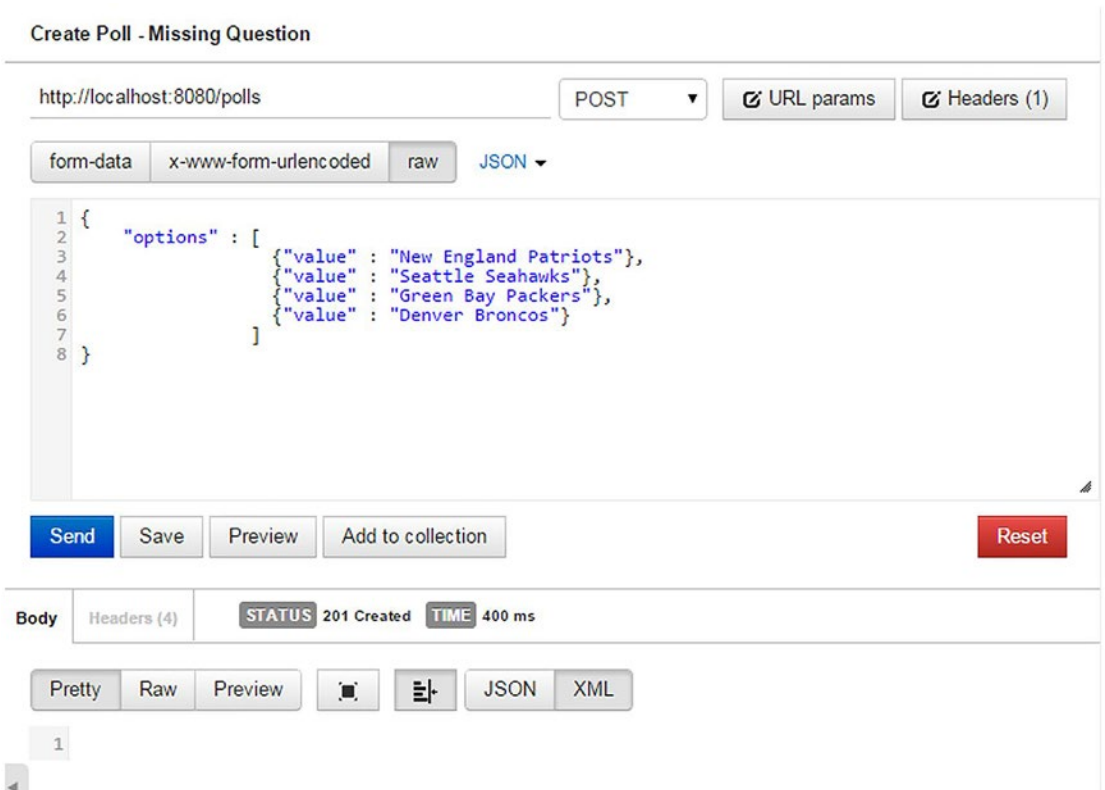 Create Poll - Missing Question
http://localhost:8080/polls POST URL params Headers (1)
form-data x-www-form-urlencoded raw JSON
1 {
2 "options" : [
3 {"value" : "New England Patriots"},
4 {"value" : "Seattle Seahawks"},
5 {"value" : "Green Bay Packers"},
6 {"value" : "Denver Broncos"}
7 ]
8 }
Send Save Preview Add to collection Reset
Body Headers (4) STATUS 201 Created TIME 400 ms
Pretty Raw Preview JSON XML
1